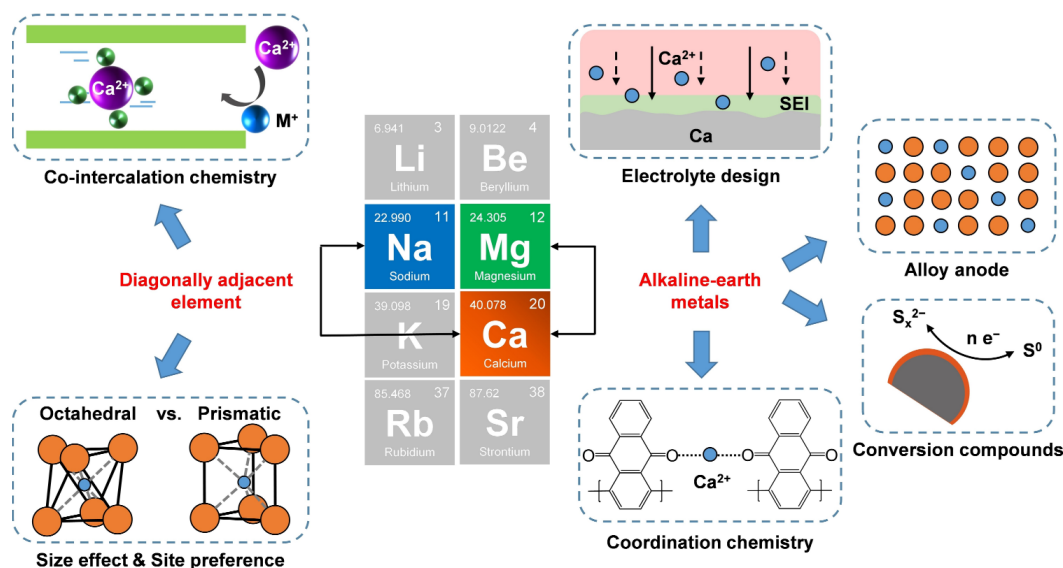 Ca²⁺
Ca²⁺
M⁺
Co-intercalation chemistry
Diagonally adjacent
element
Octahedral vs. Prismatic
Size effect & Site preference
6.941 3
Li
Lithium
9.0122 4
Be
Beryllium
22.990 11
Na
Sodium
24.305 12
Mg
Magnesium
39.098 19
K
Potassium
40.078 20
Ca
Calcium
85.468 37
Rb
Rubidium
87.62 38
Sr
Strontium
Ca²⁺
SEI
Ca
Electrolyte design
Alkaline-earth
metals
Alloy anode
Sₓ²⁻
n e⁻
S⁰
Conversion compounds
O O O O
Ca²⁺
Coordination chemistry